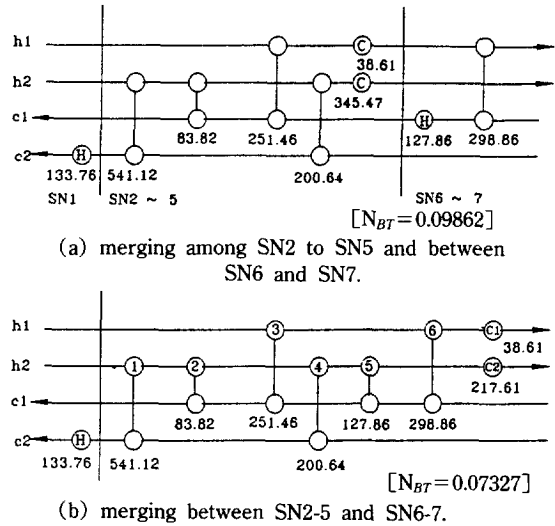 h1
C
38.61
h2
C
345.47
c1
83.82
251.46
H
127.86
298.86
c2
H
133.76
541.12
200.64
SN1
SN2 ~ 5
SN6 ~ 7
[N_BT=0.09862]
(a) merging among SN2 to SN5 and between
SN6 and SN7.
h1
3
6
C1
38.61
h2
1
2
4
5
C2
217.61
c1
83.82
251.46
127.86
298.86
c2
H
133.76
541.12
200.64
[N_BT=0.07327]
(b) merging between SN2-5 and SN6-7.